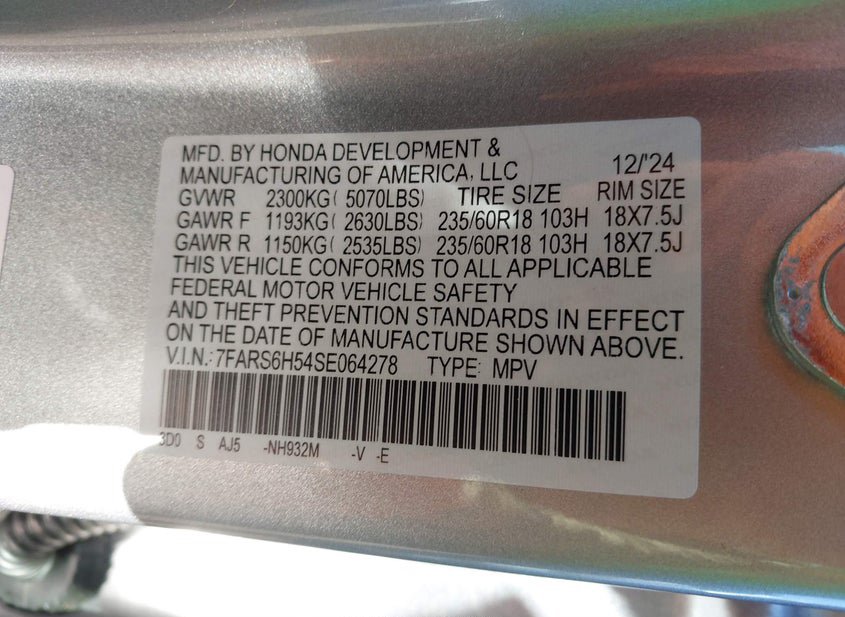 MFD. BY HONDA DEVELOPMENT &
MANUFACTURING OF AMERICA, LLC 12/'24
GVWR 2300KG( 5070LBS) TIRE SIZE RIM SIZE
GAWR F 1193KG( 2630LBS) 235/60R18 103H 18X7.5J
GAWR R 1150KG( 2535LBS) 235/60R18 103H 18X7.5J
THIS VEHICLE CONFORMS TO ALL APPLICABLE
FEDERAL MOTOR VEHICLE SAFETY
AND THEFT PREVENTION STANDARDS IN EFFECT
ON THE DATE OF MANUFACTURE SHOWN ABOVE.
V.I.N.:7FARS6H54SE064278 TYPE: MPV
3D0 S AJ5 -NH932M -V -E